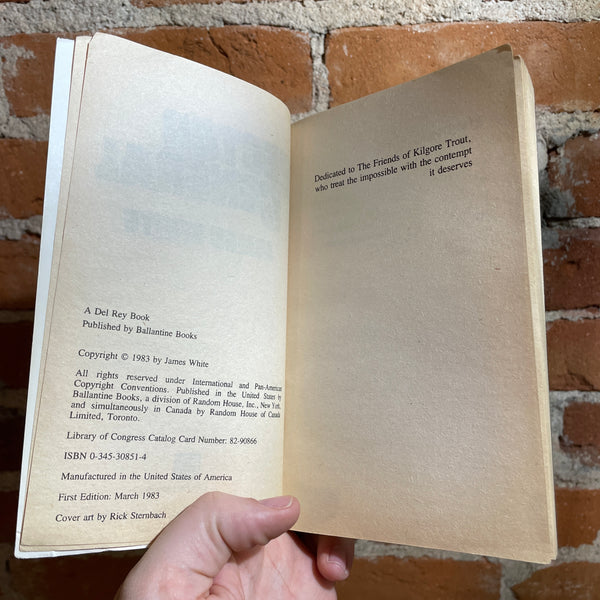 A Del Rey Book
Published by Ballantine Books
Copyright © 1983 by James White
All rights reserved under International and Pan-American
Copyright Conventions. Published in the United States by
Ballantine Books, a division of Random House, Inc., New York,
and simultaneously in Canada by Random House of Canada
Limited, Toronto.
Library of Congress Catalog Card Number: 82-90866
ISBN 0-345-30851-4
Manufactured in the United States of America
First Edition: March 1983
Cover art by Rick Sternbach
Dedicated to The Friends of Kilgore Trout,
who treat the impossible with the contempt
it deserves